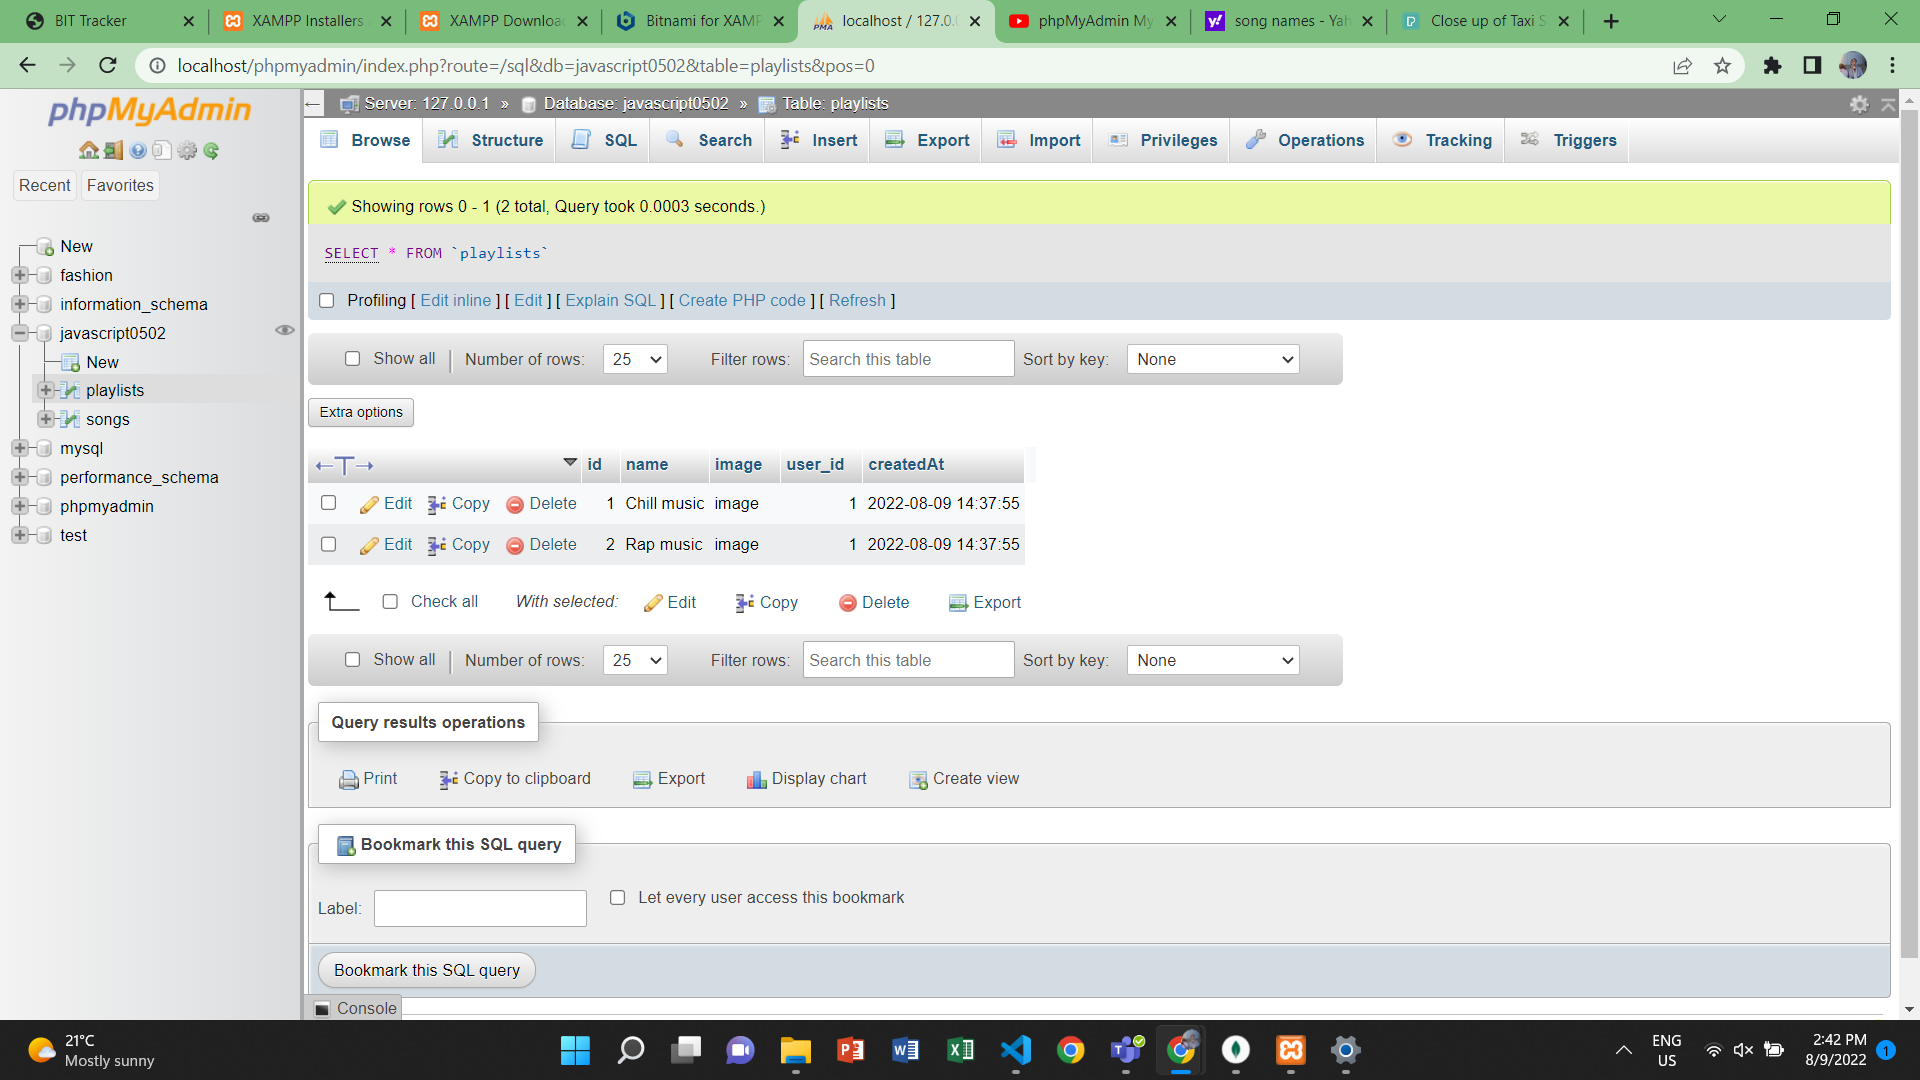 BIT Tracker
XAMPP Installers
XAMPP Downloa
Bitnami for XAMP
localhost / 127.0.0
phpMyAdmin My
song names - Yah
Close up of Taxi S
localhost/phpmyadmin/index.php?route=/sql&db=javascript0502&table=playlists&pos=0
phpMyAdmin
Recent Favorites
New
fashion
information_schema
javascript0502
New
playlists
songs
mysql
performance_schema
phpmyadmin
test
Server: 127.0.0.1 » Database: javascript0502 » Table: playlists
Browse Structure SQL Search Insert Export Import Privileges Operations Tracking Triggers
Showing rows 0 - 1 (2 total, Query took 0.0003 seconds.)
SELECT * FROM `playlists`
Profiling [ Edit inline ] [ Edit ] [ Explain SQL ] [ Create PHP code ] [ Refresh ]
Show all Number of rows: 25 Filter rows: Search this table Sort by key: None
Extra options
id name image user_id createdAt
Edit Copy Delete 1 Chill music image 1 2022-08-09 14:37:55
Edit Copy Delete 2 Rap music image 1 2022-08-09 14:37:55
Check all With selected: Edit Copy Delete Export
Show all Number of rows: 25 Filter rows: Search this table Sort by key: None
Query results operations
Print Copy to clipboard Export Display chart Create view
Bookmark this SQL query
Label: Let every user access this bookmark
Bookmark this SQL query
Console
21°C
Mostly sunny
ENG
US
2:42 PM
8/9/2022
1